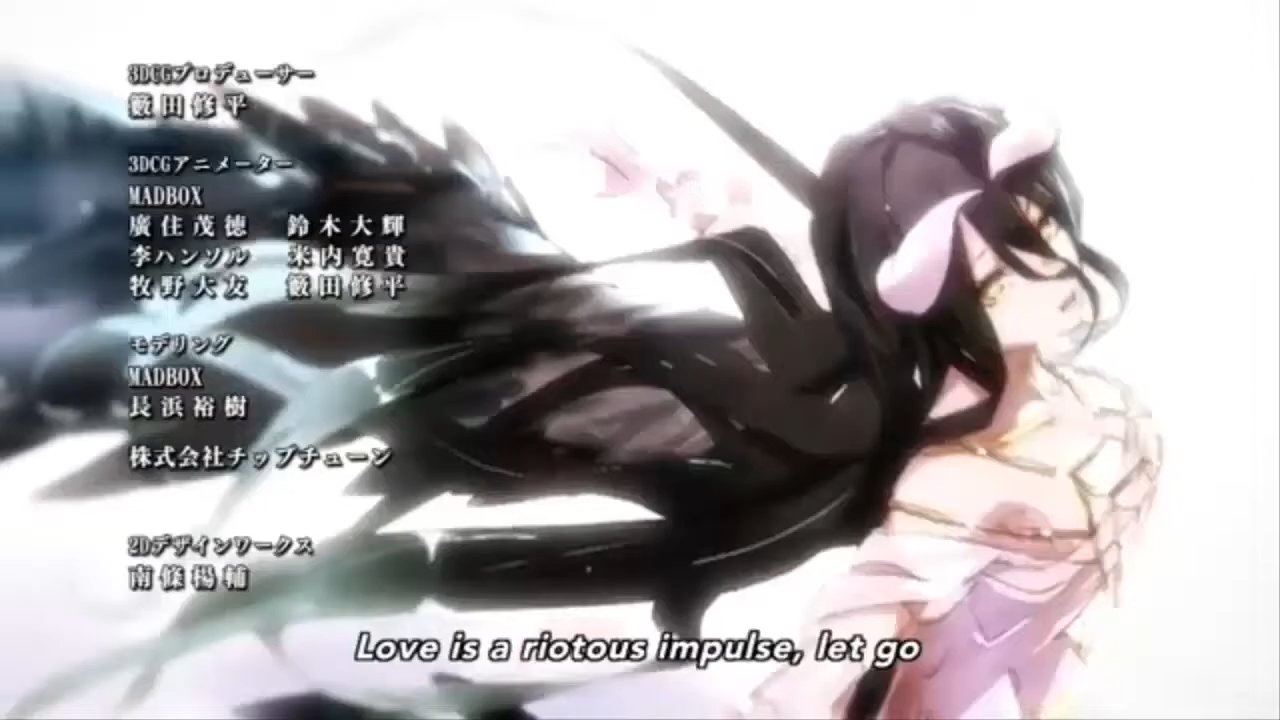 3DCGプロデューサー
籔田修平
3DCGアニメーター
MADBOX
廣住茂徳 鈴木大輝
李ハンソル 米内寛貴
牧野大友 籔田修平
モデリング
MADBOX
長浜裕樹
株式会社チップチューン
2Dデザインワークス
南條楊輔
Love is a riotous impulse, let go